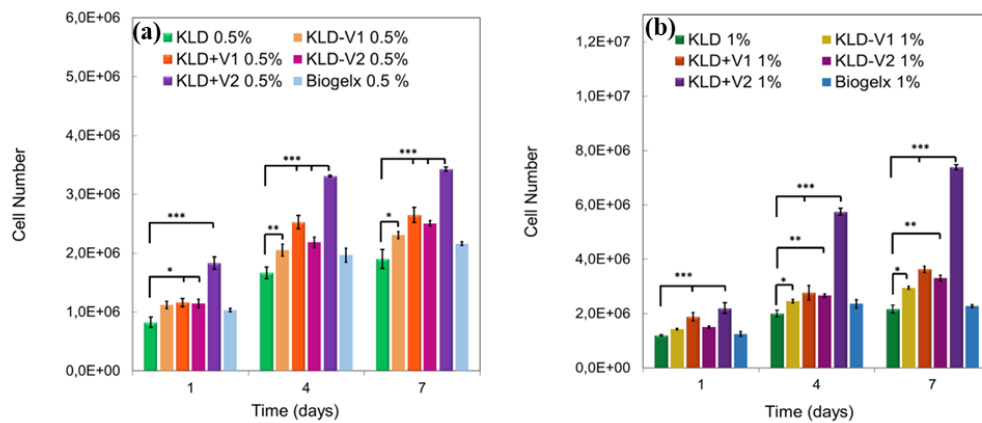 (a)
KLD 0.5%
KLD-V1 0.5%
KLD+V1 0.5%
KLD-V2 0.5%
KLD+V2 0.5%
Biogelx 0.5 %
6,0E+06
5,0E+06
4,0E+06
3,0E+06
2,0E+06
1,0E+06
0,0E+00
Cell Number
***
*
***
**
***
*
1
4
7
Time (days)
(b)
KLD 1%
KLD-V1 1%
KLD+V1 1%
KLD-V2 1%
KLD+V2 1%
Biogelx 1%
1,2E+07
1,0E+07
8,0E+06
6,0E+06
4,0E+06
2,0E+06
0,0E+00
Cell Number
***
***
**
*
***
**
*
1
4
7
Time (days)